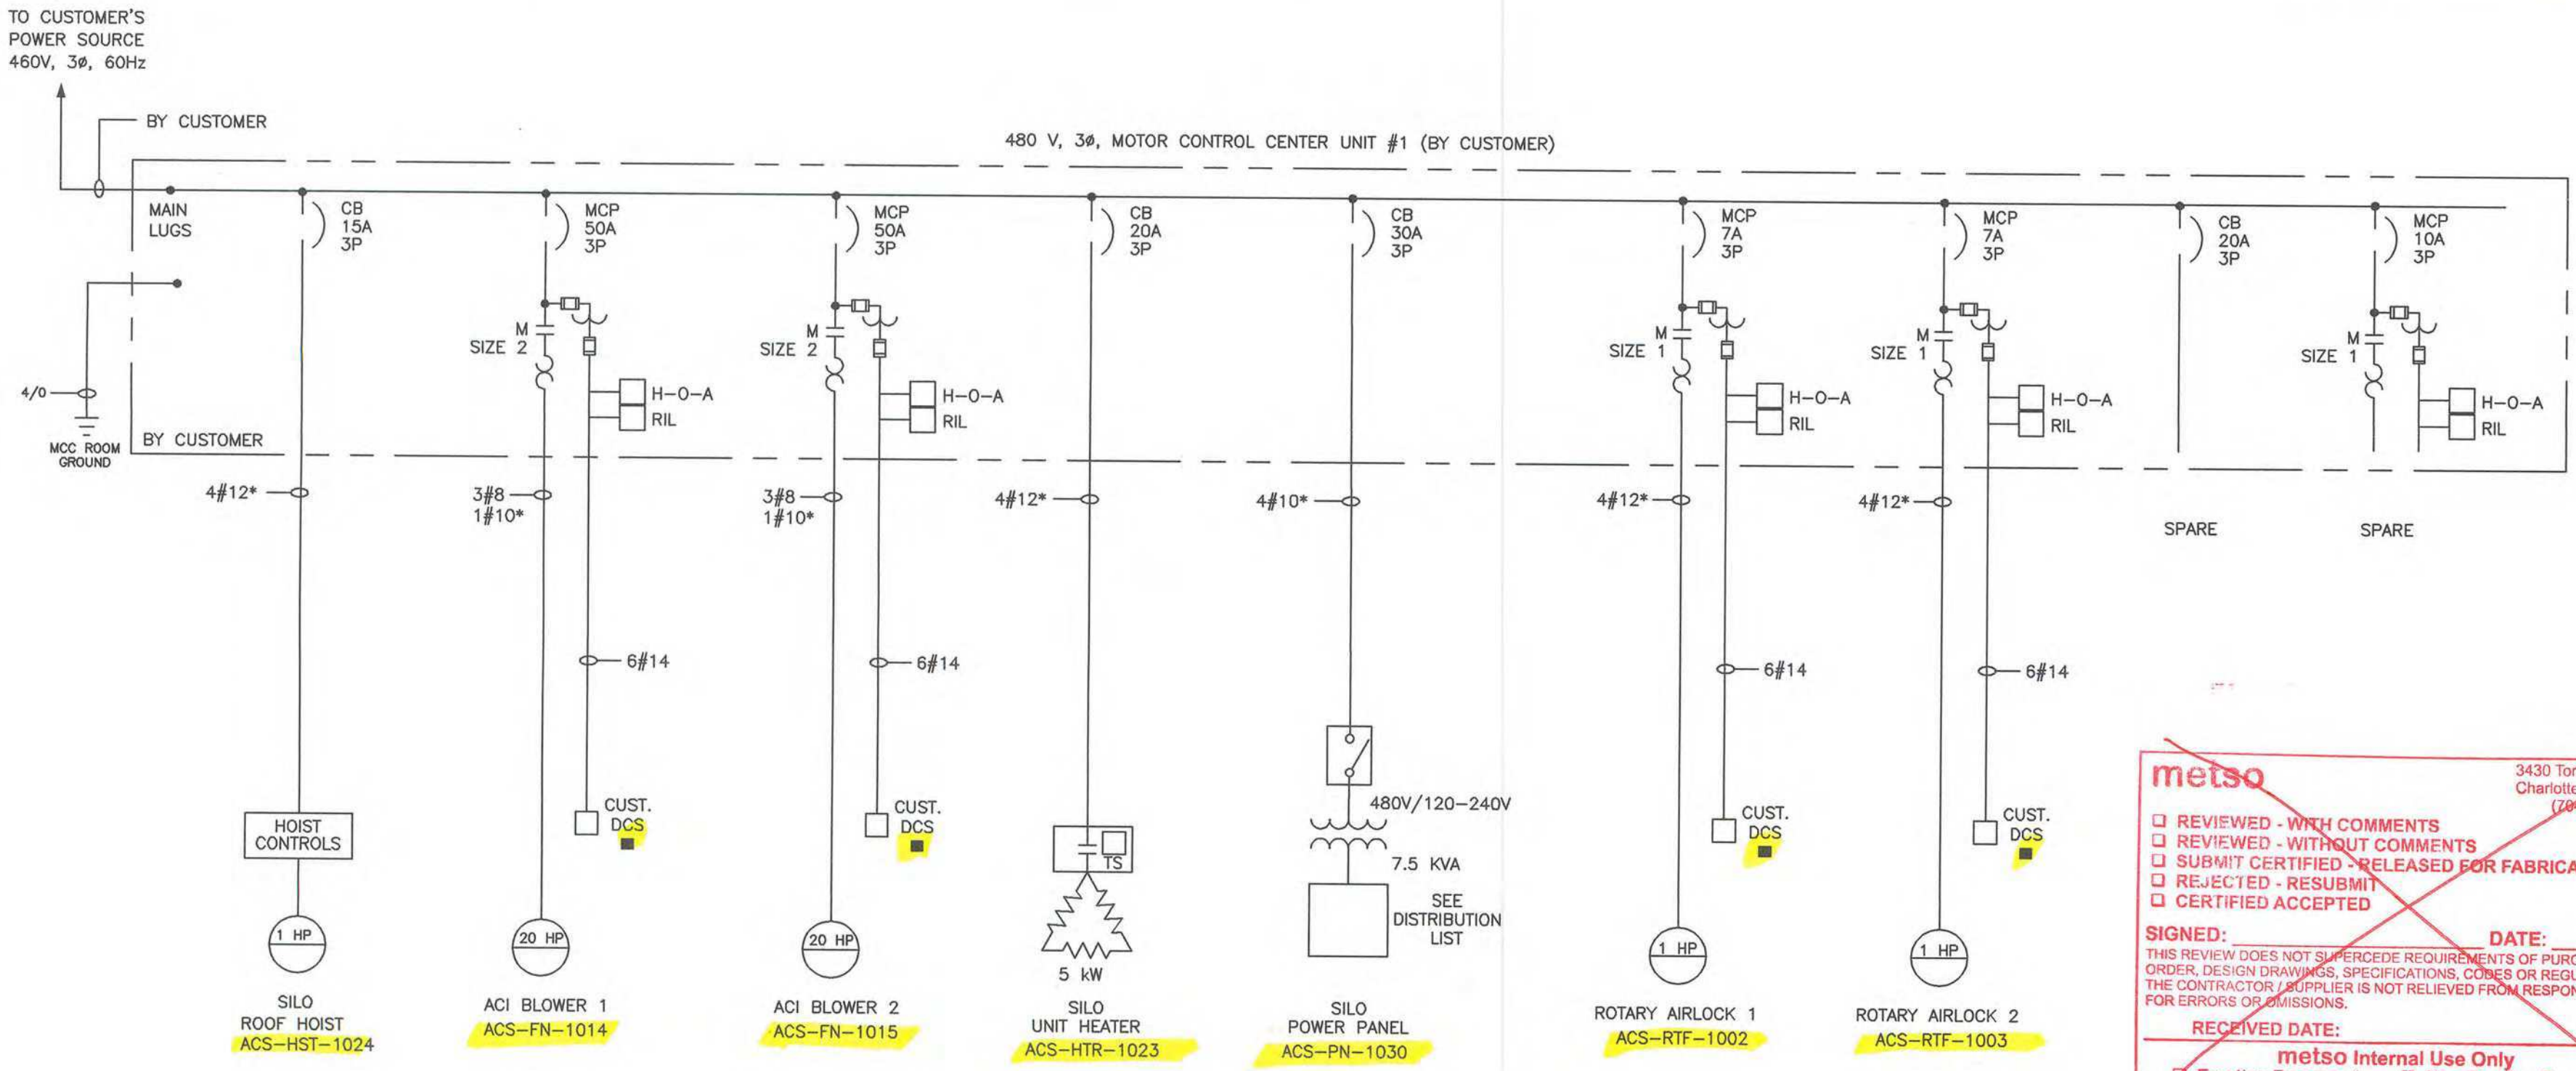 TO CUSTOMER'S
POWER SOURCE
460V, 3ø, 60Hz
BY CUSTOMER
480 V, 3ø, MOTOR CONTROL CENTER UNIT #1 (BY CUSTOMER)
MAIN
LUGS
CB
15A
3P
MCP
50A
3P
MCP
50A
3P
CB
20A
3P
CB
30A
3P
MCP
7A
3P
MCP
7A
3P
CB
20A
3P
MCP
10A
3P
M
SIZE 2
M
SIZE 2
M
SIZE 1
M
SIZE 1
M
SIZE 1
H-O-A
RIL
H-O-A
RIL
H-O-A
RIL
H-O-A
RIL
H-O-A
RIL
4/0
MCC ROOM
GROUND
BY CUSTOMER
4#12*
3#8
1#10*
3#8
1#10*
4#12*
4#10*
4#12*
4#12*
SPARE
SPARE
6#14
6#14
6#14
6#14
HOIST
CONTROLS
CUST.
DCS
CUST.
DCS
TS
480V/120-240V
7.5 KVA
SEE
DISTRIBUTION
LIST
CUST.
DCS
CUST.
DCS
1 HP
20 HP
20 HP
5 kW
1 HP
1 HP
SILO
ROOF HOIST
ACS-HST-1024
ACI BLOWER 1
ACS-FN-1014
ACI BLOWER 2
ACS-FN-1015
SILO
UNIT HEATER
ACS-HTR-1023
SILO
POWER PANEL
ACS-PN-1030
ROTARY AIRLOCK 1
ACS-RTF-1002
ROTARY AIRLOCK 2
ACS-RTF-1003
metso
3430
Charlotte
REVIEWED - WITH COMMENTS
REVIEWED - WITHOUT COMMENTS
SUBMIT CERTIFIED - RELEASED FOR
REJECTED - RESUBMIT
CERTIFIED ACCEPTED
SIGNED: DATE:
THIS REVIEW DOES NOT SUPERCEDE REQUIREMENTS OF
ORDER, DESIGN DRAWINGS, SPECIFICATIONS, CODES OR
THE CONTRACTOR / SUPPLIER IS NOT RELIEVED FROM
FOR ERRORS OR OMISSIONS.
RECEIVED DATE:
metso Internal Use Only